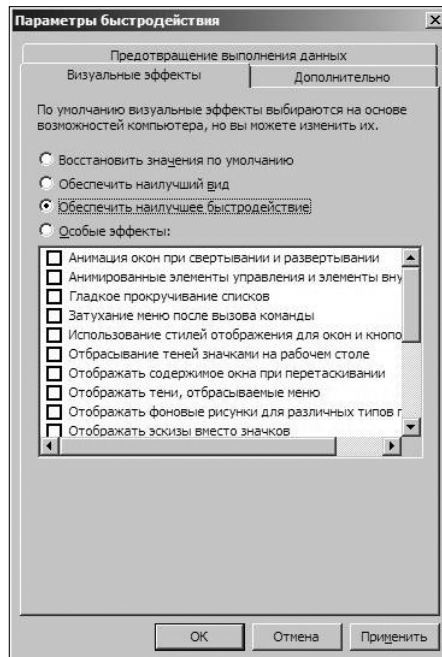 Параметры быстродействия
Предотвращение выполнения данных
Визуальные эффекты
Дополнительно
По умолчанию визуальные эффекты выбираются на основе
возможностей компьютера, но вы можете изменить их.
Восстановить значения по умолчанию
Обеспечить наилучший вид
Обеспечить наилучшее быстродействие
Особые эффекты:
Анимация окон при свертывании и развертывании
Анимированные элементы управления и элементы вну
Гладкое прокручивание списков
Затухание меню после вызова команды
Использование стилей отображения для окон и кнопо
Отбрасывание теней значками на рабочем столе
Отображать содержимое окна при перетаскивании
Отображать тени, отбрасываемые меню
Отображать фоновые рисунки для различных типов п
Отображать эскизы вместо значков
ОК
Отмена
Применить